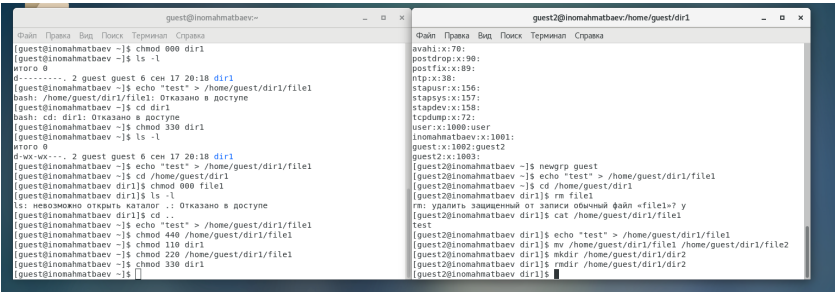 guest@inomahmatbaev:~
Файл Правка Вид Поиск Терминал Справка
[guest@inomahmatbaev ~]$ chmod 000 dir1
[guest@inomahmatbaev ~]$ ls -l
итого 0
d---------. 2 guest guest 6 сен 17 20:18 dir1
[guest@inomahmatbaev ~]$ echo "test" > /home/guest/dir1/file1
bash: /home/guest/dir1/file1: Отказано в доступе
[guest@inomahmatbaev ~]$ cd dir1
bash: cd: dir1: Отказано в доступе
[guest@inomahmatbaev ~]$ chmod 330 dir1
[guest@inomahmatbaev ~]$ ls -l
итого 0
d-wx-wx---. 2 guest guest 6 сен 17 20:18 dir1
[guest@inomahmatbaev ~]$ echo "test" > /home/guest/dir1/file1
[guest@inomahmatbaev ~]$ cd /home/guest/dir1
[guest@inomahmatbaev dir1]$ chmod 000 file1
[guest@inomahmatbaev dir1]$ ls -l
ls: невозможно открыть каталог .: Отказано в доступе
[guest@inomahmatbaev dir1]$ cd ..
[guest@inomahmatbaev ~]$ echo "test" > /home/guest/dir1/file1
[guest@inomahmatbaev ~]$ chmod 440 /home/guest/dir1/file1
[guest@inomahmatbaev ~]$ chmod 110 dir1
[guest@inomahmatbaev ~]$ chmod 220 /home/guest/dir1/file1
[guest@inomahmatbaev ~]$ chmod 330 dir1
[guest@inomahmatbaev ~]$
guest2@inomahmatbaev:/home/guest/dir1
Файл Правка Вид Поиск Терминал Справка
avahi:x:70:
postdrop:x:90:
postfix:x:89:
ntp:x:38:
stapusr:x:156:
stapsys:x:157:
stapdev:x:158:
tcpdump:x:72:
user:x:1000:user
inomahmatbaev:x:1001:
guest:x:1002:guest2
guest2:x:1003:
[guest2@inomahmatbaev ~]$ newgrp guest
[guest2@inomahmatbaev ~]$ echo "test" > /home/guest/dir1/file1
[guest2@inomahmatbaev ~]$ cd /home/guest/dir1
[guest2@inomahmatbaev dir1]$ rm file1
rm: удалить защищенный от записи обычный файл «file1»? y
[guest2@inomahmatbaev dir1]$ cat /home/guest/dir1/file1
test
[guest2@inomahmatbaev dir1]$ echo "test" > /home/guest/dir1/file1
[guest2@inomahmatbaev dir1]$ mv /home/guest/dir1/file1 /home/guest/dir1/file2
[guest2@inomahmatbaev dir1]$ mkdir /home/guest/dir1/dir2
[guest2@inomahmatbaev dir1]$ rmdir /home/guest/dir1/dir2
[guest2@inomahmatbaev dir1]$